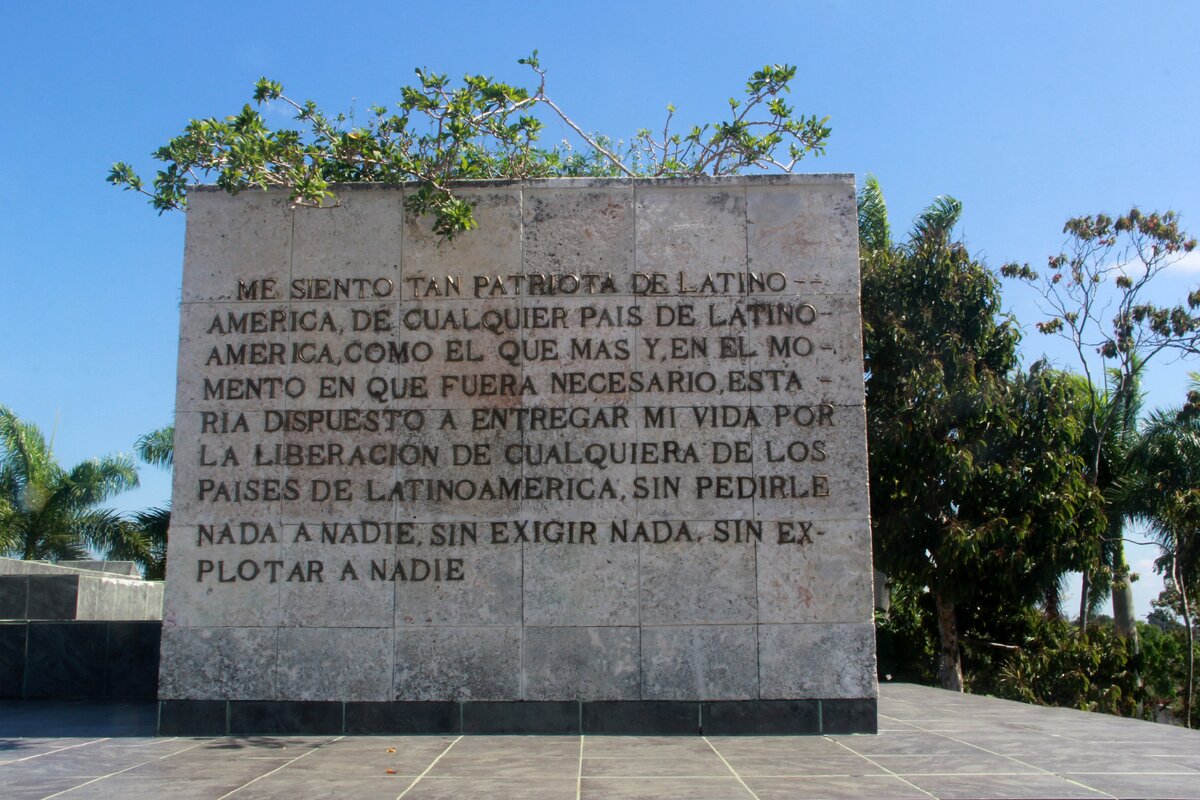 ME SIENTO TAN PATRIOTA DE LATINO --
AMERICA, DE CUALQUIER PAIS DE LATINO-
AMERICA, COMO EL QUE MAS Y, EN EL MO-
MENTO EN QUE FUERA NECESARIO, ESTA -
RIA DISPUESTO A ENTREGAR MI VIDA POR
LA LIBERACION DE CUALQUIERA DE LOS
PAISES DE LATINOAMERICA, SIN PEDIRLE
NADA A NADIE, SIN EXIGIR NADA, SIN EX-
PLOTAR A NADIE